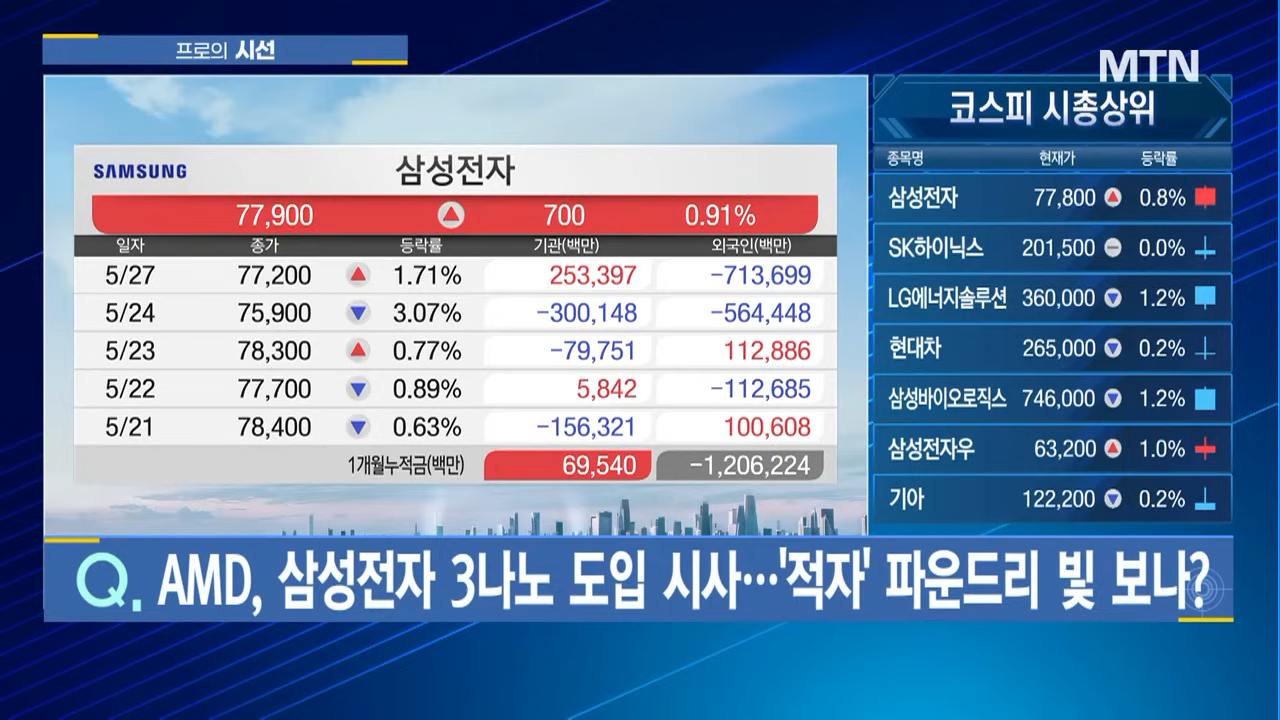 프로의 시선
MTN
SAMSUNG 삼성전자
77,900 ▲ 700 0.91%
일자 종가 등락률 기관(백만) 외국인(백만)
5/27 77,200 ▲ 1.71% 253,397 -713,699
5/24 75,900 ▼ 3.07% -300,148 -564,448
5/23 78,300 ▲ 0.77% -79,751 112,886
5/22 77,700 ▼ 0.89% 5,842 -112,685
5/21 78,400 ▼ 0.63% -156,321 100,608
1개월누적금(백만) 69,540 -1,206,224
코스피 시총상위
종목명 현재가 등락률
삼성전자 77,800 ▲ 0.8%
SK하이닉스 201,500 0.0%
LG에너지솔루션 360,000 ▼ 1.2%
현대차 265,000 ▼ 0.2%
삼성바이오로직스 746,000 ▼ 1.2%
삼성전자우 63,200 ▲ 1.0%
기아 122,200 ▼ 0.2%
Q. AMD, 삼성전자 3나노 도입 시사…'적자' 파운드리 빛 보나?